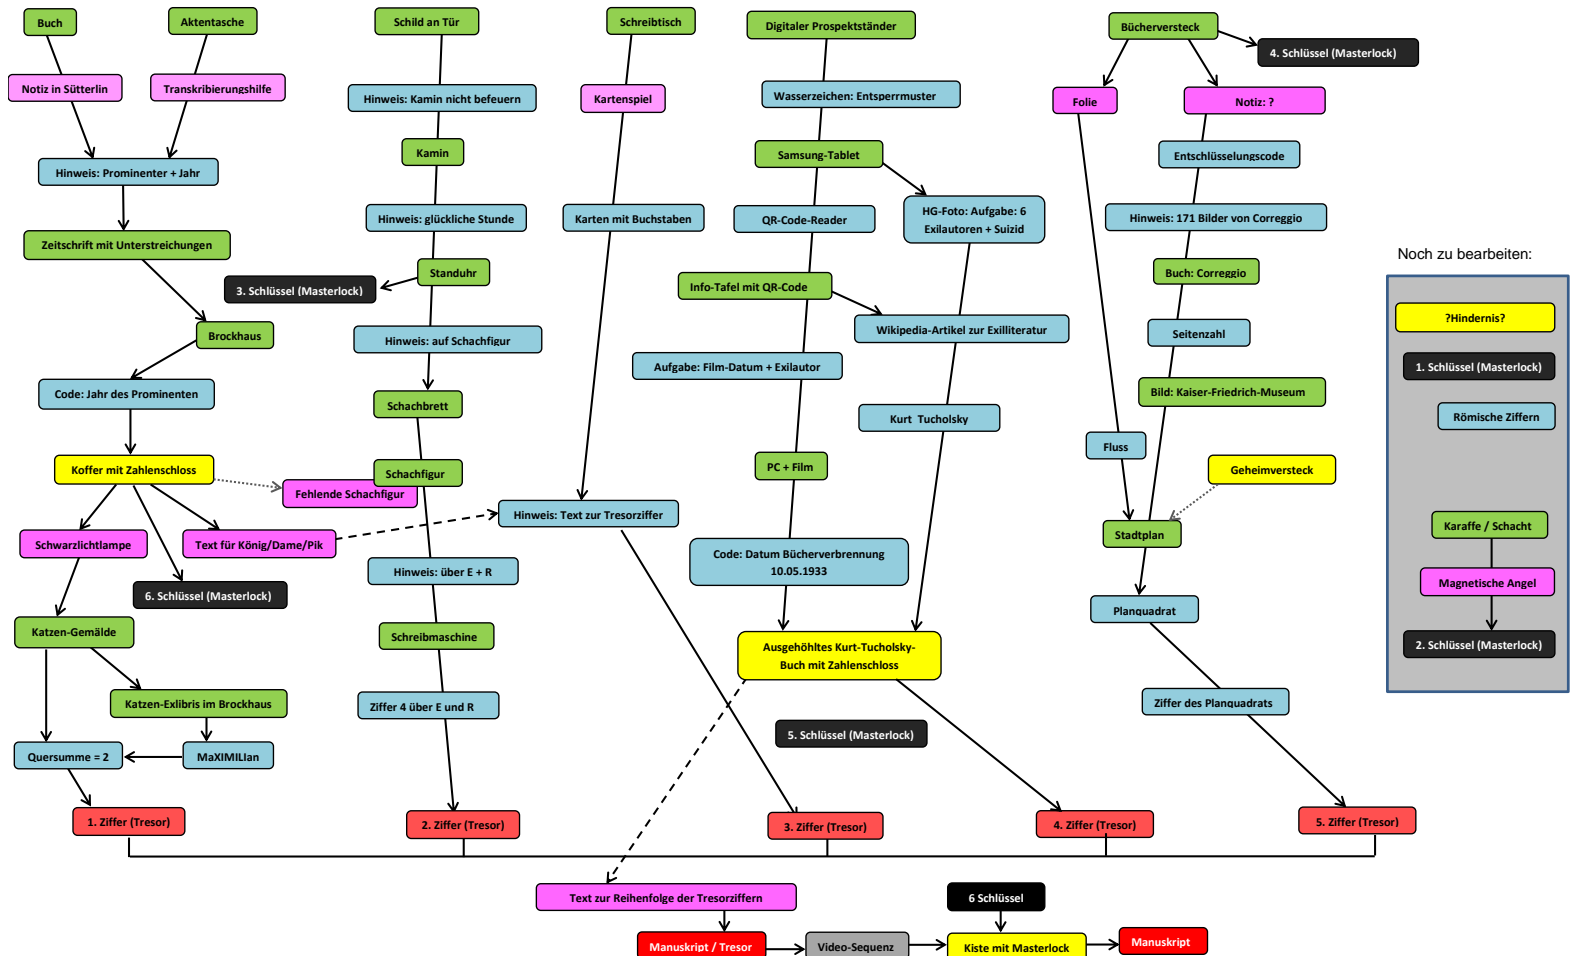 Buch
Aktentasche
Schild an Tür
Schreibtisch
Digitaler Prospektständer
Bücherversteck
4. Schlüssel (Masterlock)
Notiz in Sütterlin
Transkribierungshilfe
Hinweis: Kamin nicht befeuern
Kartenspiel
Wasserzeichen: Entsperrmuster
Folie
Notiz: ?
Kamin
Samsung-Tablet
Entschlüsselungscode
Hinweis: Prominenter + Jahr
Hinweis: glückliche Stunde
Karten mit Buchstaben
QR-Code-Reader
HG-Foto: Aufgabe: 6
Exilautoren + Suizid
Hinweis: 171 Bilder von Correggio
Zeitschrift mit Unterstreichungen
Noch zu bearbeiten:
Standuhr
3. Schlüssel (Masterlock)
Info-Tafel mit QR-Code
Buch: Correggio
?Hindernis?
Brockhaus
Hinweis: auf Schachfigur
Wikipedia-Artikel zur Exilliteratur
Seitenzahl
Aufgabe: Film-Datum + Exilautor
1. Schlüssel (Masterlock)
Code: Jahr des Prominenten
Schachbrett
Kurt Tucholsky
Bild: Kaiser-Friedrich-Museum
Römische Ziffern
Fluss
Koffer mit Zahlenschloss
Schachfigur
PC + Film
Geheimversteck
Fehlende Schachfigur
Hinweis: Text zur Tresorziffer
Stadtplan
Karaffe / Schacht
Schwarzlichtlampe
Text für König/Dame/Pik
Code: Datum Bücherverbrennung
10.05.1933
Hinweis: über E + R
6. Schlüssel (Masterlock)
Planquadrat
Magnetische Angel
Katzen-Gemälde
Schreibmaschine
Ausgehöhltes Kurt-Tucholsky-
Buch mit Zahlenschloss
2. Schlüssel (Masterlock)
Katzen-Exlibris im Brockhaus
Ziffer 4 über E und R
Ziffer des Planquadrats
5. Schlüssel (Masterlock)
Quersumme = 2
MaXIMILIan
1. Ziffer (Tresor)
2. Ziffer (Tresor)
3. Ziffer (Tresor)
4. Ziffer (Tresor)
5. Ziffer (Tresor)
Text zur Reihenfolge der Tresorziffern
6 Schlüssel
Manuskript / Tresor
Video-Sequenz
Kiste mit Masterlock
Manuskript